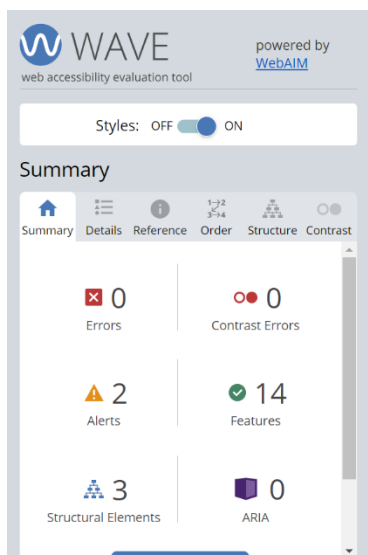 WAVE
web accessibility evaluation tool
powered by
WebAIM
Styles: OFF ON
Summary
Summary Details Reference Order Structure Contrast
0
Errors
0
Contrast Errors
2
Alerts
14
Features
3
Structural Elements
0
ARIA